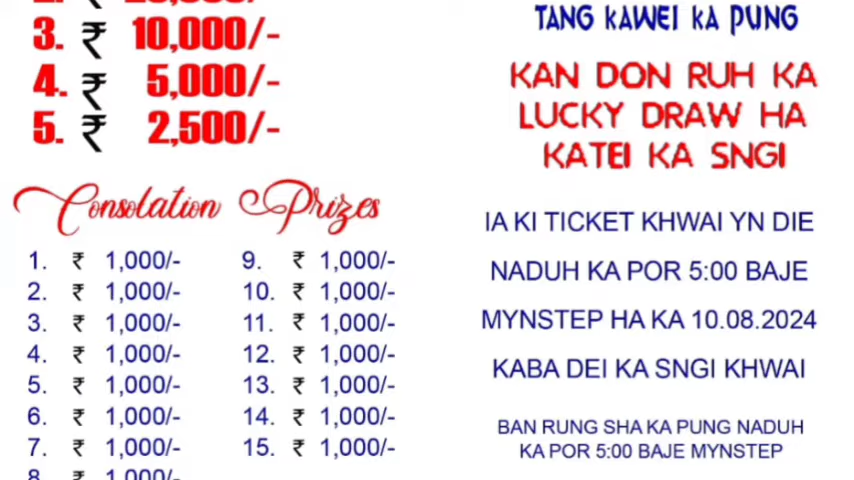 3. ₹ 10,000/-
4. ₹ 5,000/-
5. ₹ 2,500/-
Consolation Prizes
1. ₹ 1,000/-
2. ₹ 1,000/-
3. ₹ 1,000/-
4. ₹ 1,000/-
5. ₹ 1,000/-
6. ₹ 1,000/-
7. ₹ 1,000/-
8. ₹ 1,000/-
9. ₹ 1,000/-
10. ₹ 1,000/-
11. ₹ 1,000/-
12. ₹ 1,000/-
13. ₹ 1,000/-
14. ₹ 1,000/-
15. ₹ 1,000/-
TANG KAWEI KA PUNG
KAN DON RUH KA
LUCKY DRAW HA
KATEI KA SNGI
IA KI TICKET KHWAI YN DIE
NADUH KA POR 5:00 BAJE
MYNSTEP HA KA 10.08.2024
KABA DEI KA SNGI KHWAI
BAN RUNG SHA KA PUNG NADUH
KA POR 5:00 BAJE MYNSTEP